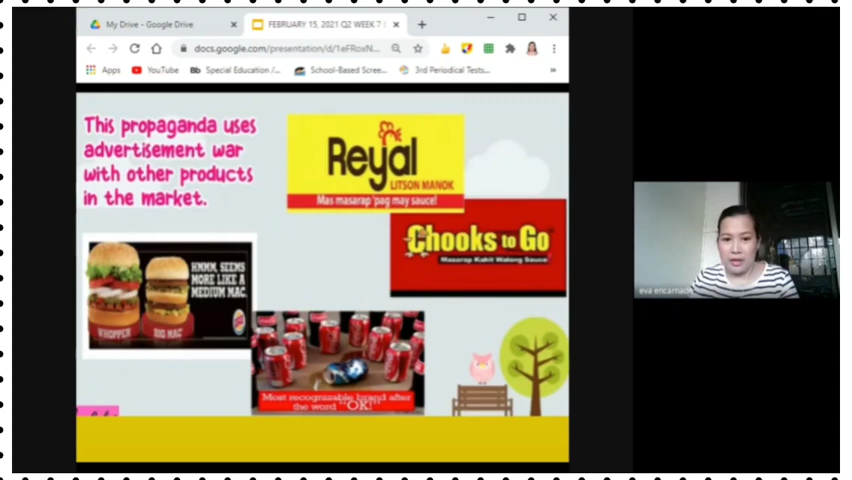 My Drive - Google Drive
FEBRUARY 15, 2021 Q2 WEEK 7
docs.google.com/presentation/d/1eFRoxN...
Apps
YouTube
Special Education /...
School-Based Scree...
3rd Periodical Tests...
This propaganda uses
advertisement war
with other products
in the market.
Reyal
LITSON MANOK
Mas masarap 'pag may sauce!
Chooks to Go
Masarap Kahit Walang Sauce
HMMM, SEEMS
MORE LIKE A
MEDIUM MAC.
WHOPPER
BIG MAC
Most recognizable brand after
the word "OK!"
eva encarnado